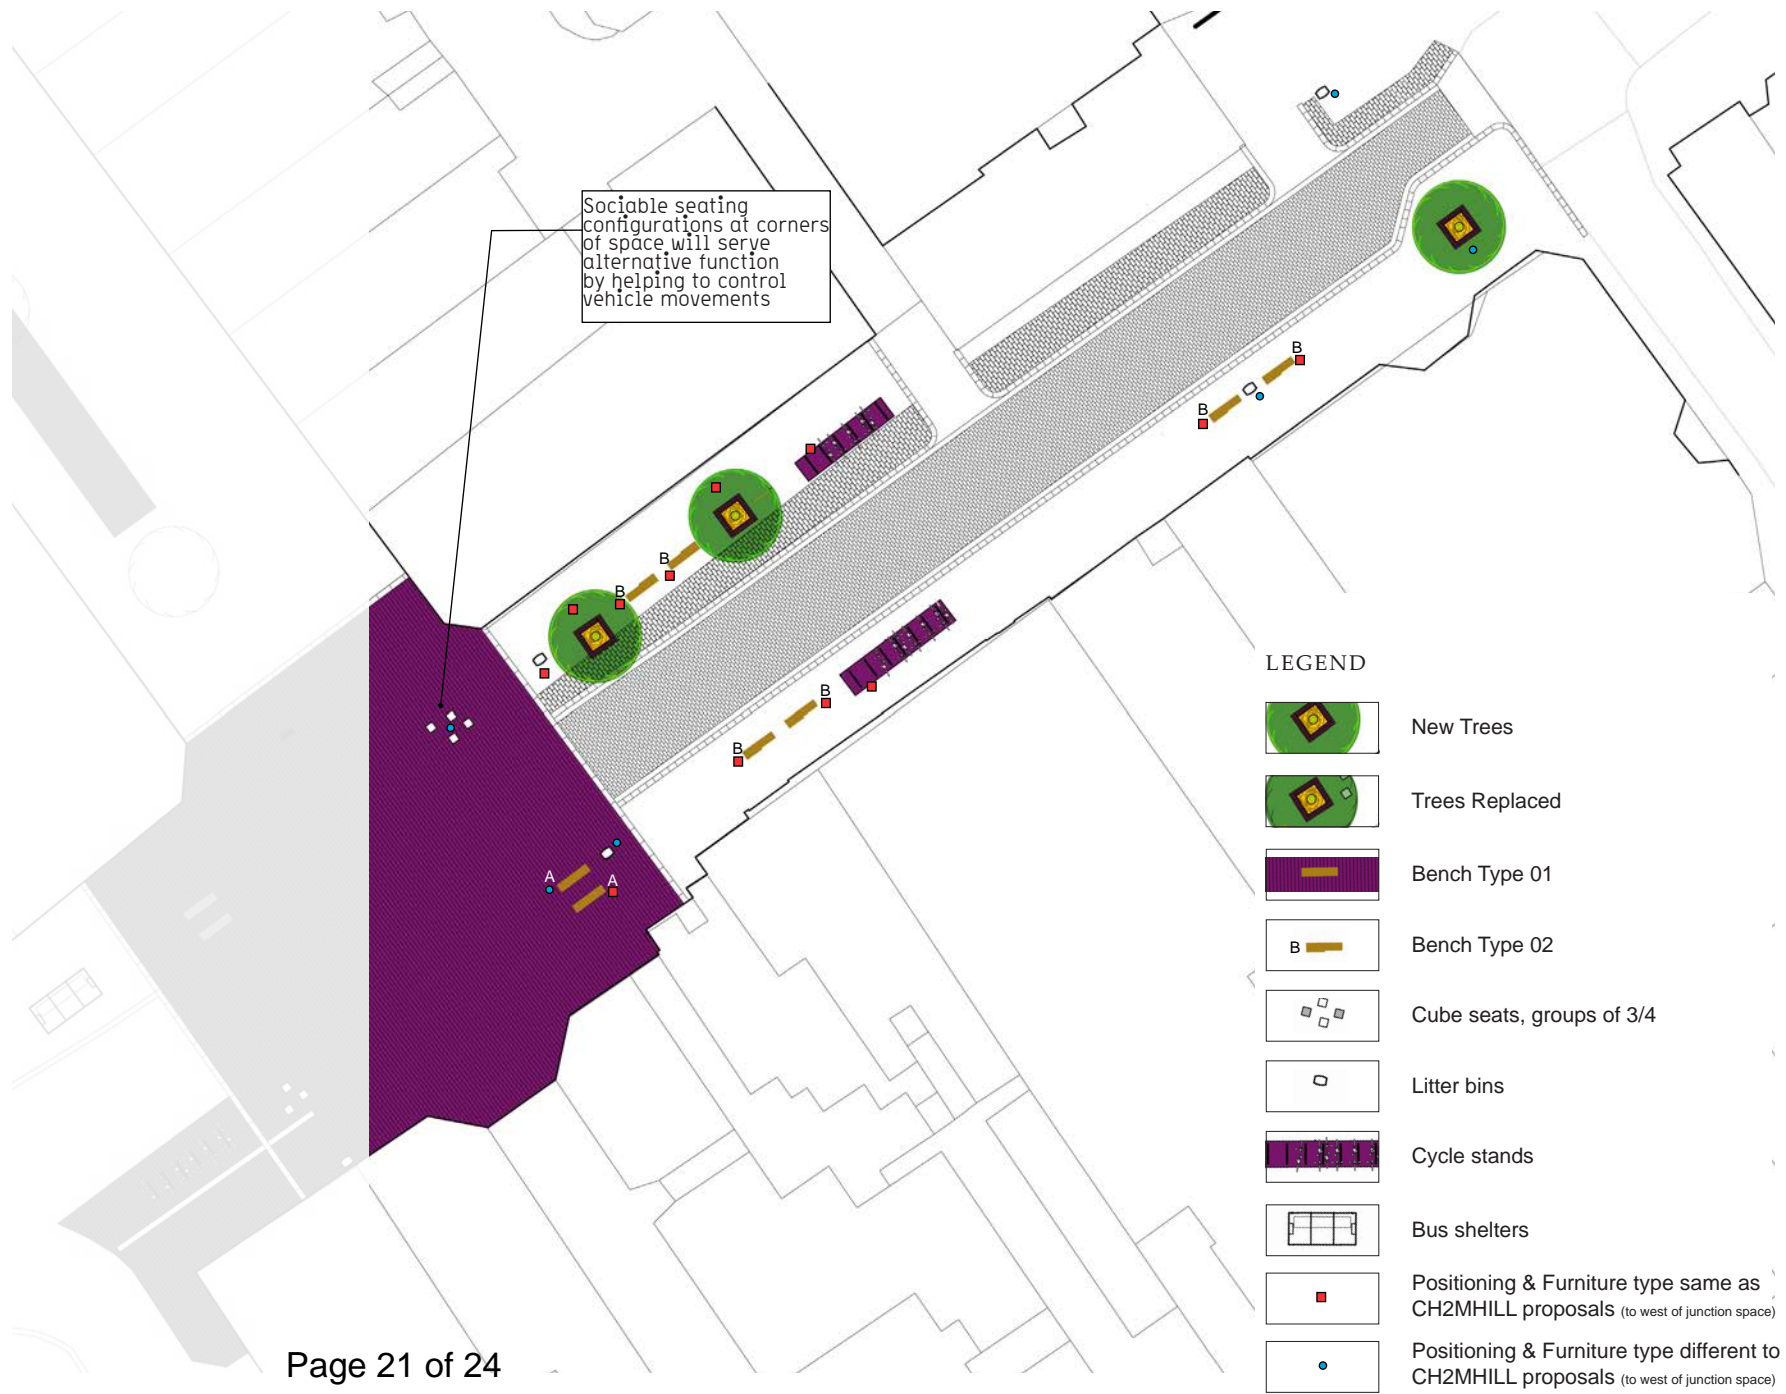 Sociable seating
configurations at corners
of space will serve
alternative function
by helping to control
vehicle movements
B
B
B
B
B
B
A
A
LEGEND
New Trees
Trees Replaced
Bench Type 01
B
Bench Type 02
Cube seats, groups of 3/4
Litter bins
Cycle stands
Bus shelters
Positioning & Furniture type same as
CH2MHILL proposals (to west of junction space)
Positioning & Furniture type different to
CH2MHILL proposals (to west of junction space)
Page 21 of 24